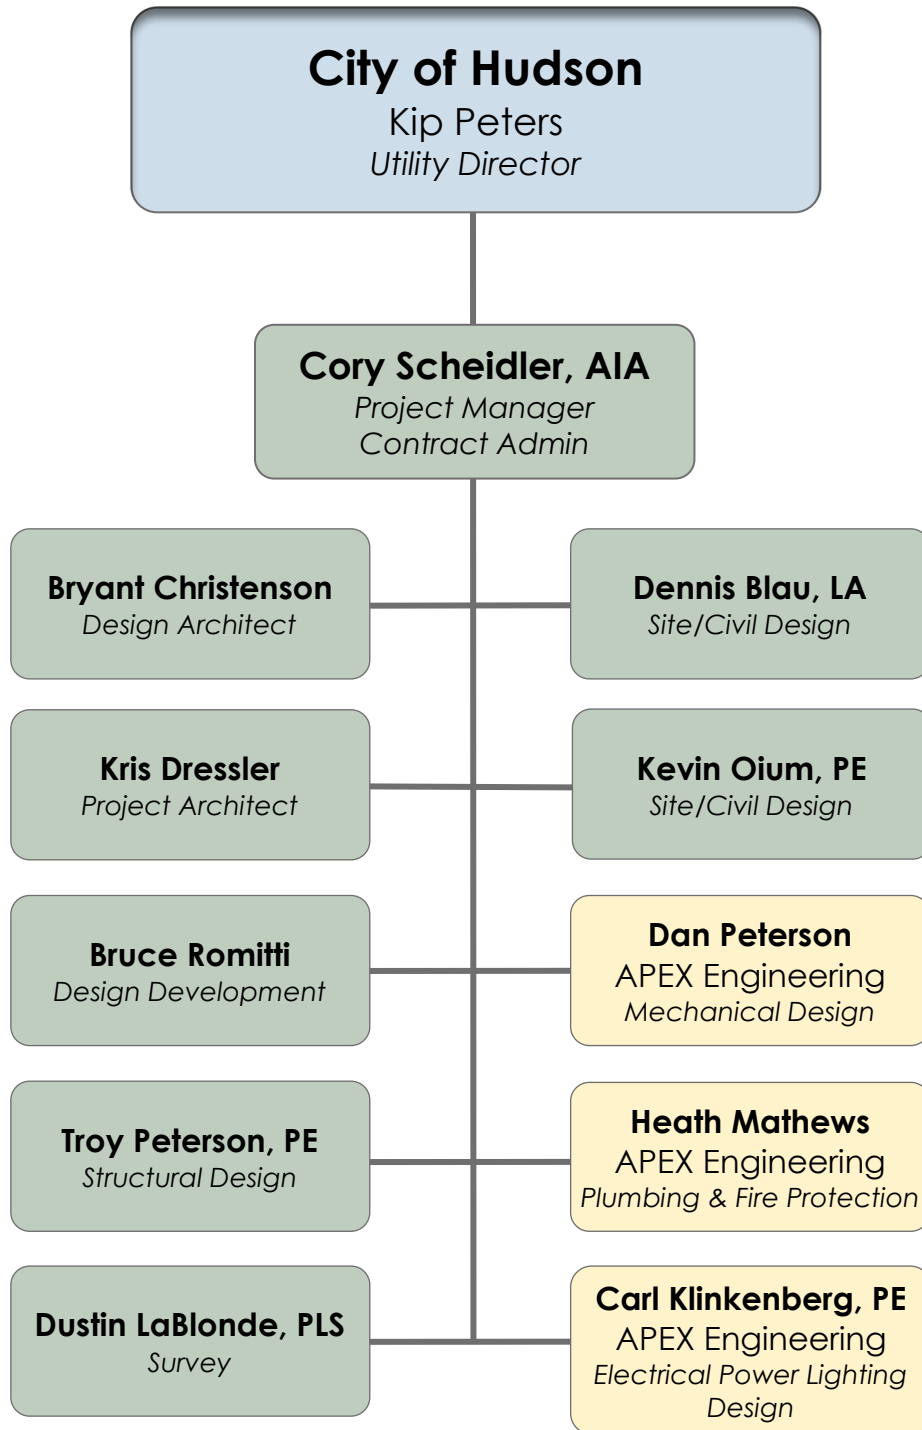 City of Hudson
Kip Peters
Utility Director
Cory Scheidler, AIA
Project Manager
Contract Admin
Bryant Christenson
Design Architect
Dennis Blau, LA
Site/Civil Design
Kris Dressler
Project Architect
Kevin Oium, PE
Site/Civil Design
Bruce Romitti
Design Development
Dan Peterson
APEX Engineering
Mechanical Design
Troy Peterson, PE
Structural Design
Heath Mathews
APEX Engineering
Plumbing & Fire Protection
Dustin LaBlonde, PLS
Survey
Carl Klinkenberg, PE
APEX Engineering
Electrical Power Lighting
Design